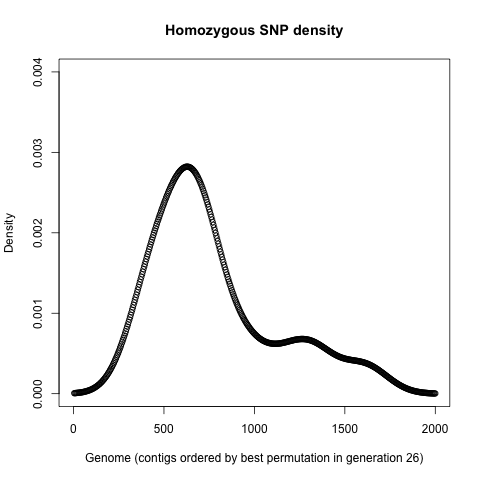 Homozygous SNP density
Density
0.004
0.003
0.002
0.001
0.000
0 500 1000 1500 2000
Genome (contigs ordered by best permutation in generation 26)